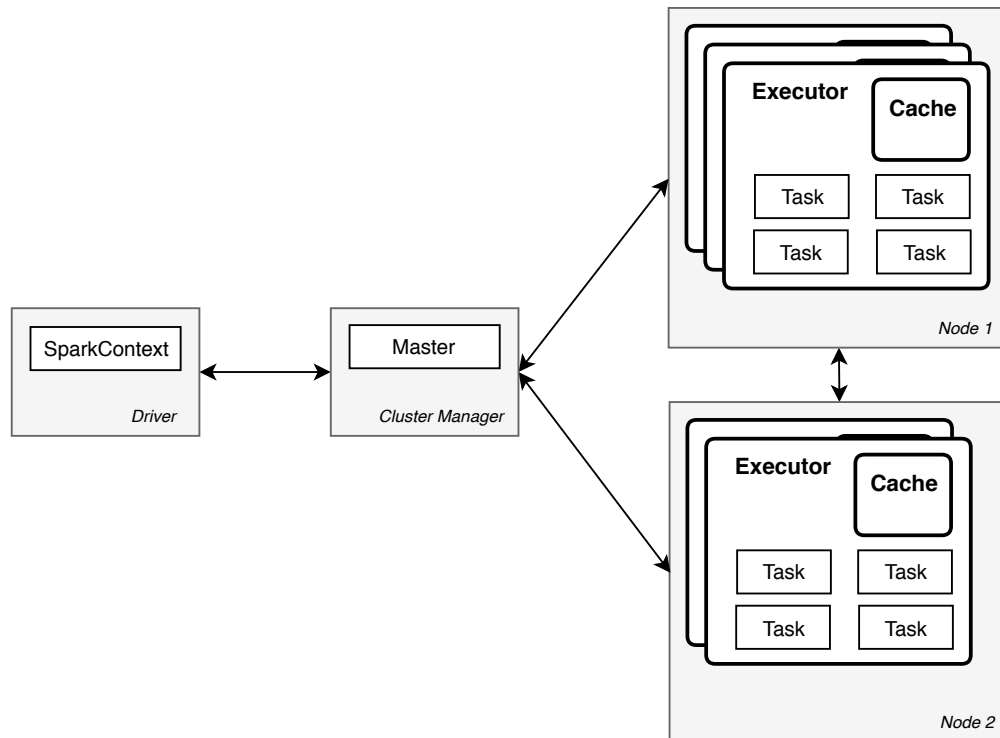 SparkContext
Driver
Master
Cluster Manager
Executor
Cache
Task
Task
Task
Task
Node 1
Executor
Cache
Task
Task
Task
Task
Node 2